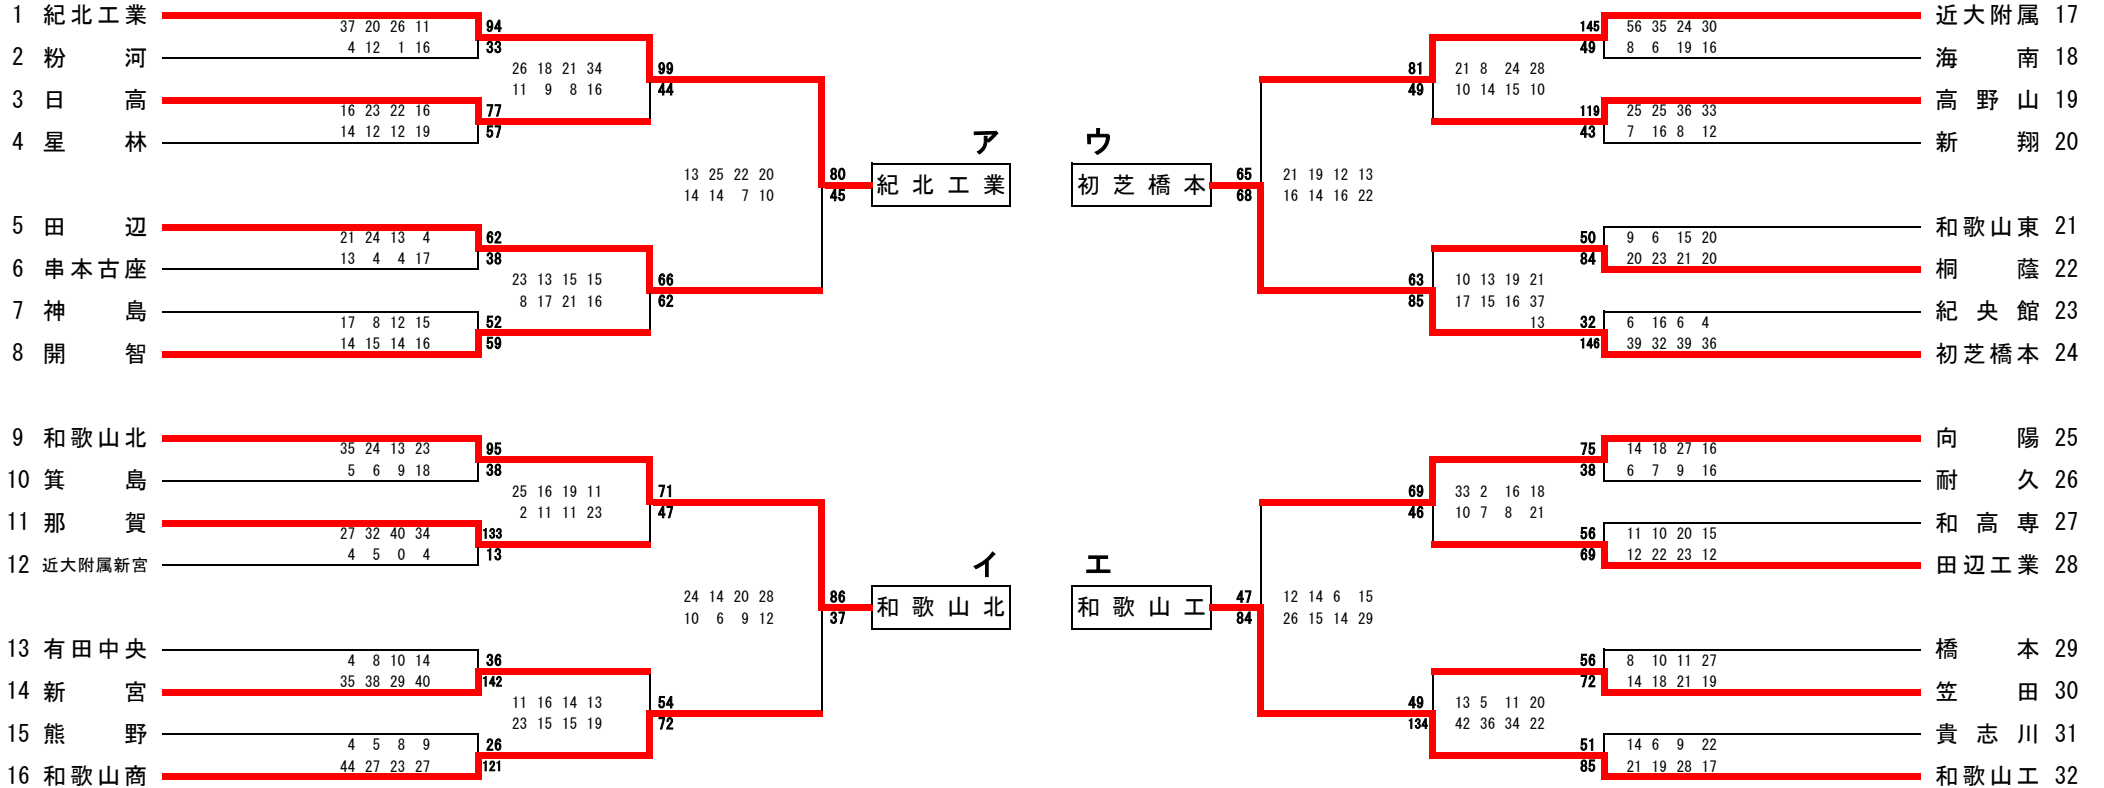 1 紀北工業
37 20 26 11 94
4 12 1 16 33
2 粉河
26 18 21 34 99
11 9 8 16 44
3 日高
16 23 22 16 77
14 12 12 19 57
4 星林
ア
13 25 22 20 80
14 14 7 10 45
紀北工業
5 田辺
21 24 13 4 62
13 4 4 17 38
6 串本古座
23 13 15 15 66
8 17 21 16 62
7 神島
17 8 12 15 52
14 15 14 16 59
8 開智
9 和歌山北
35 24 13 23 95
5 6 9 18 38
10 箕島
25 16 19 11 71
2 11 11 23 47
11 那賀
27 32 40 34 133
4 5 0 4 13
12 近大附属新宮
イ
24 14 20 28 86
10 6 9 12 37
和歌山北
13 有田中央
4 8 10 14 36
35 38 29 40 142
14 新宮
11 16 14 13 54
23 15 15 19 72
15 熊野
4 5 8 9 26
44 27 23 27 121
16 和歌山商
近大附属 17
145 56 35 24 30
49 8 6 19 16
海南 18
81 21 8 24 28
49 10 14 15 10
高野山 19
119 25 25 36 33
43 7 16 8 12
新翔 20
ウ
初芝橋本
65 21 19 12 13
68 16 14 16 22
和歌山東 21
50 9 6 15 20
84 20 23 21 20
桐蔭 22
63 10 13 19 21
85 17 15 16 37
13
紀央館 23
32 6 16 6 4
146 39 32 39 36
初芝橋本 24
向陽 25
75 14 18 27 16
38 6 7 9 16
耐久 26
69 33 2 16 18
46 10 7 8 21
和高専 27
56 11 10 20 15
69 12 22 23 12
田辺工業 28
エ
和歌山工
47 12 14 6 15
84 26 15 14 29
橋本 29
56 8 10 11 27
72 14 18 21 19
笠田 30
49 13 5 11 20
134 42 36 34 22
貴志川 31
51 14 6 9 22
85 21 19 28 17
和歌山工 32